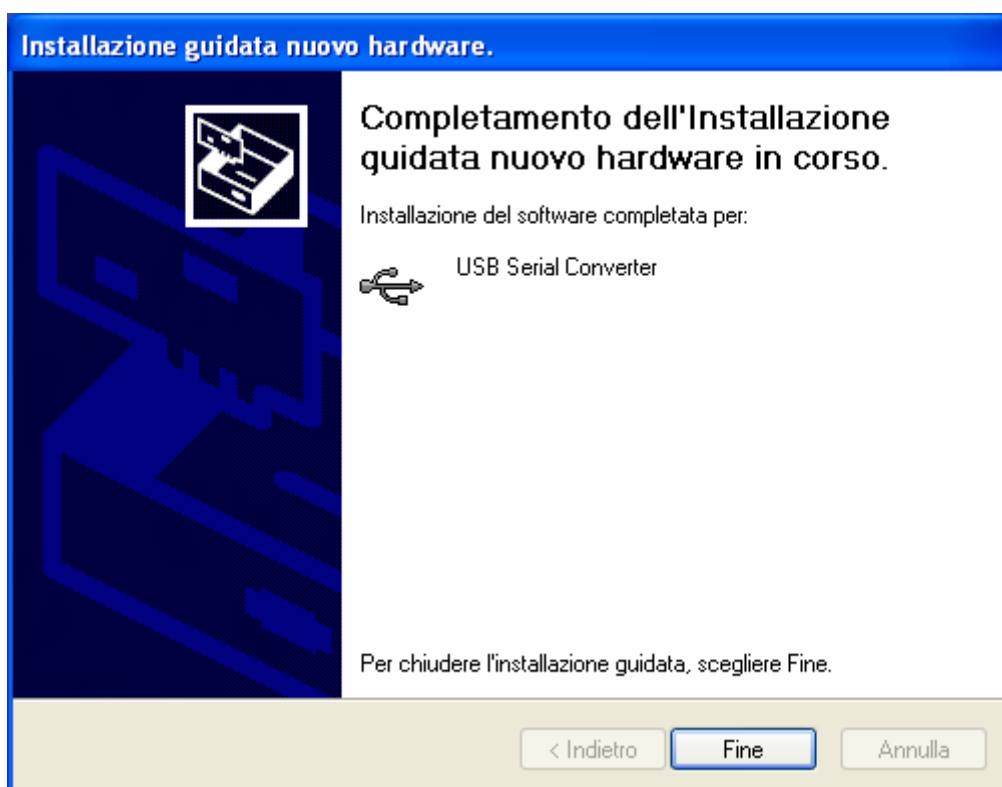 Installazione guidata nuovo hardware.
Completamento dell'Installazione
guidata nuovo hardware in corso.
Installazione del software completata per:
USB Serial Converter
Per chiudere l'installazione guidata, scegliere Fine.
< Indietro
Fine
Annulla